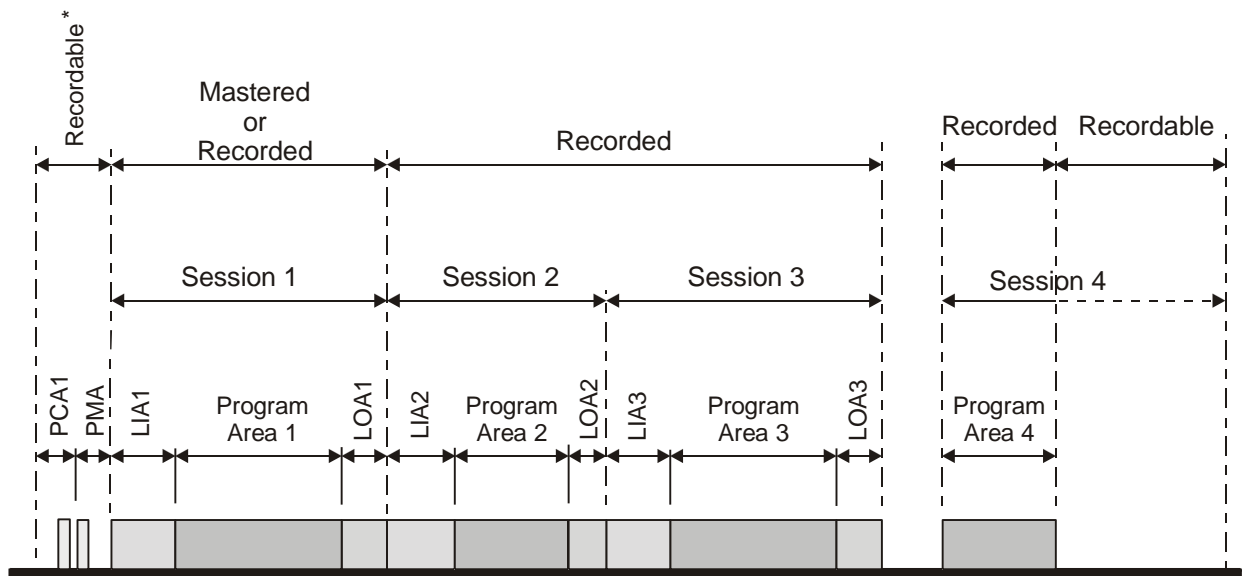 Recordable*
Mastered
or
Recorded
Recorded
Recorded
Recordable
Session 1
Session 2
Session 3
Session 4
PCA1
PMA
LIA1
Program
Area 1
LOA1
LIA2
Program
Area 2
LOA2
LIA3
Program
Area 3
LOA3
Program
Area 4